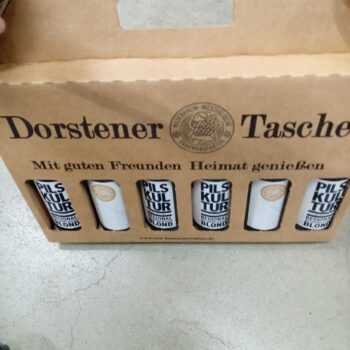 Dorstener Tasche
Mit guten Freunden Heimat genießen
PILS
KUL
TUR
BLOND
PILS
KUL
TUR
BLOND
PILS
KUL
TUR
BLOND
PILS
KUL
TUR
BLOND